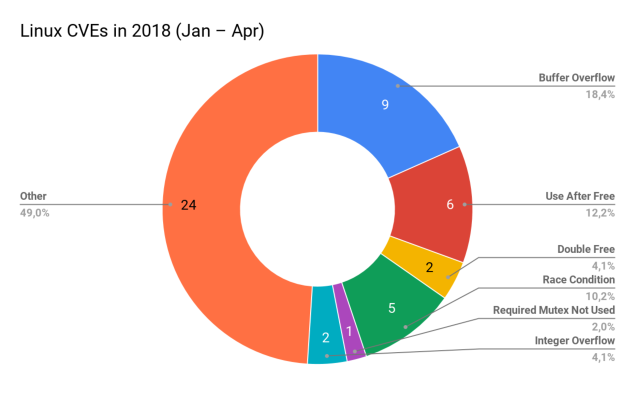 Linux CVEs in 2018 (Jan – Apr)
Buffer Overflow
18,4%
9
Other
49,0%
24
6
Use After Free
12,2%
2
Double Free
4,1%
5
Race Condition
10,2%
1
Required Mutex Not Used
2,0%
2
Integer Overflow
4,1%